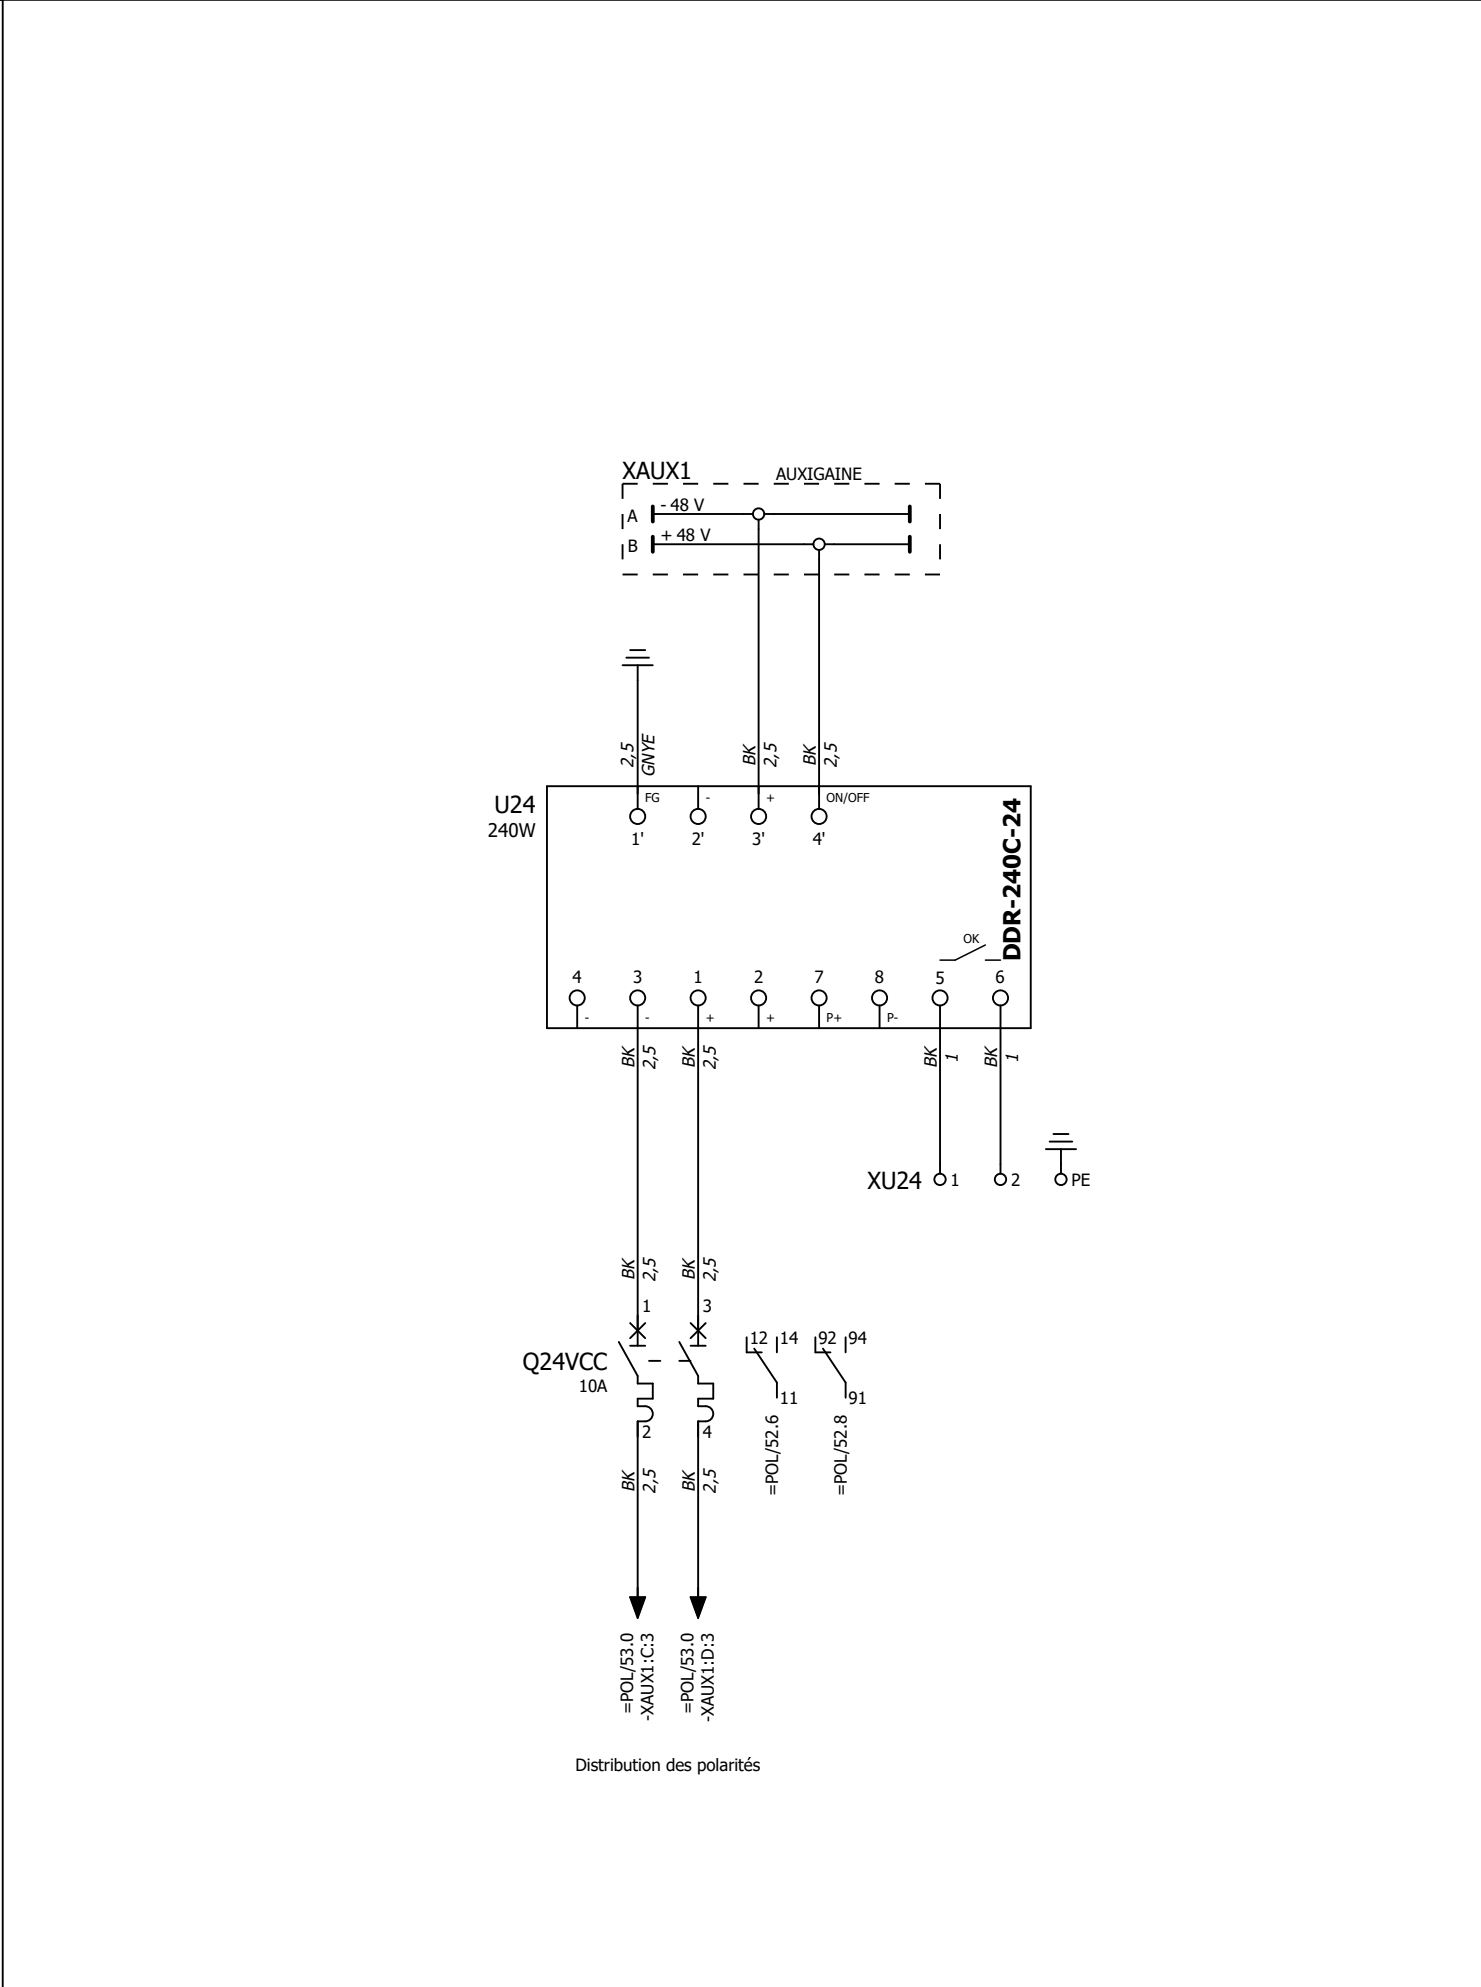 XAUX1
AUXIGAINE
A
- 48 V
B
+ 48 V
2,5
GNYE
BK
2,5
BK
2,5
U24
240W
FG
-
+
ON/OFF
1'
2'
3'
4'
DDR-240C-24
OK
4
3
1
2
7
8
5
6
-
-
+
+
P+
P-
BK
2,5
BK
2,5
BK
1
BK
1
XU24
1
2
PE
BK
2,5
BK
2,5
1
3
Q24VCC
10A
12
14
92
94
11
91
2
4
=POL/52.6
=POL/52.8
BK
2,5
BK
2,5
=POL/53.0
-XAUX1:C:3
=POL/53.0
-XAUX1:D:3
Distribution des polarités